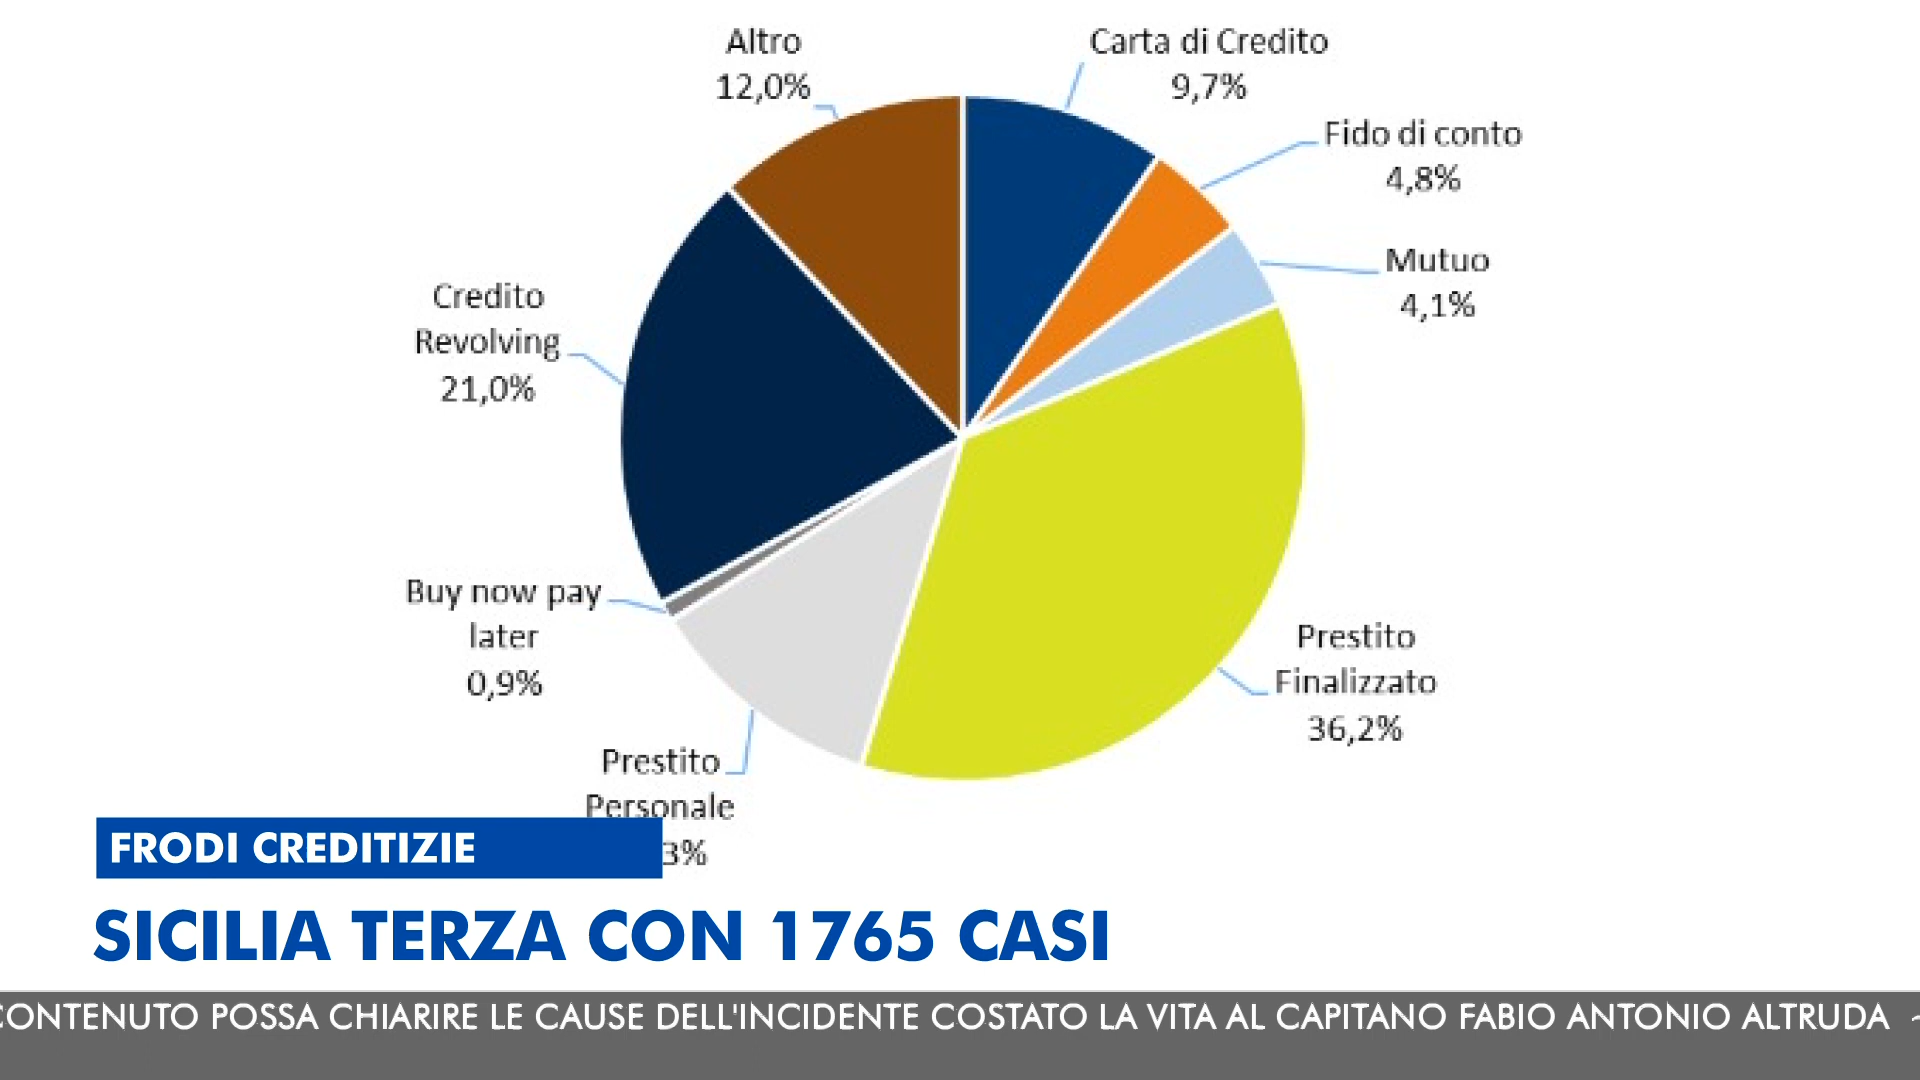 Altro
12,0%
Carta di Credito
9,7%
Fido di conto
4,8%
Mutuo
4,1%
Credito
Revolving
21,0%
Buy now pay
later
0,9%
Prestito
Finalizzato
36,2%
Prestito
Personale
3%
FRODI CREDITIZIE
SICILIA TERZA CON 1765 CASI
CONTENUTO POSSA CHIARIRE LE CAUSE DELL'INCIDENTE COSTATO LA VITA AL CAPITANO FABIO ANTONIO ALTRUDA